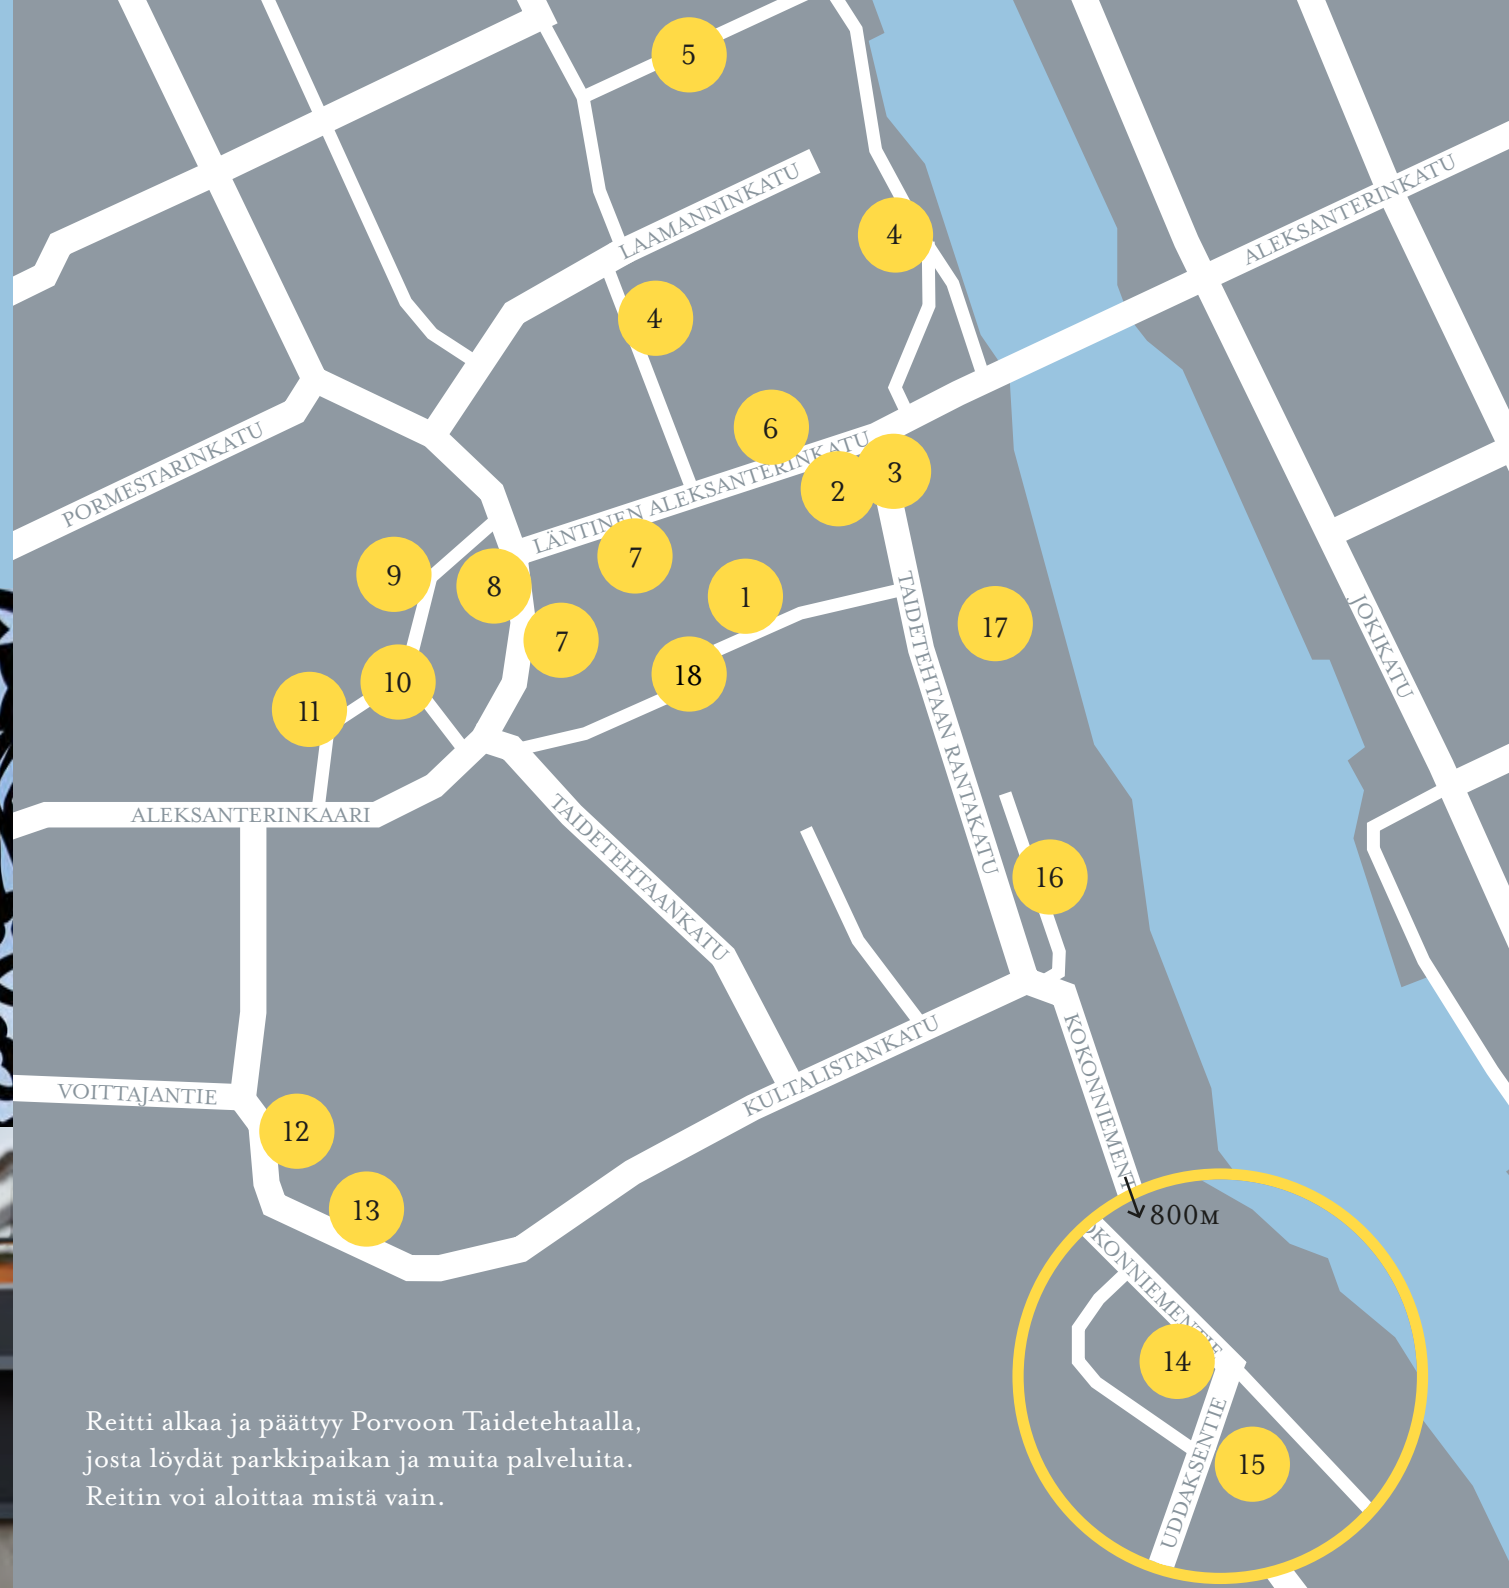 5
LAAMANNINKATU
ALEKSANTERINKATU
4
4
6
PORMESTARINKATU
LÄNTINEN ALEKSANTERINKATU
3
2
7
9
8
1
JOKIKATU
17
7
18
10
11
TAIDETEHTAAN RANTAKATU
ALEKSANTERINKAARI
TAIDETEHTAANKATU
16
KULTALISTANKATU
KOKONNIEMENT
VOITTAJANTIE
12
13
800M
OKONNIEMENTIE
14
UDDAKSENTIE
15
Reitti alkaa ja päättyy Porvoon Taidetehtaalla,
josta löydät parkkipaikan ja muita palveluita.
Reitin voi aloittaa mistä vain.